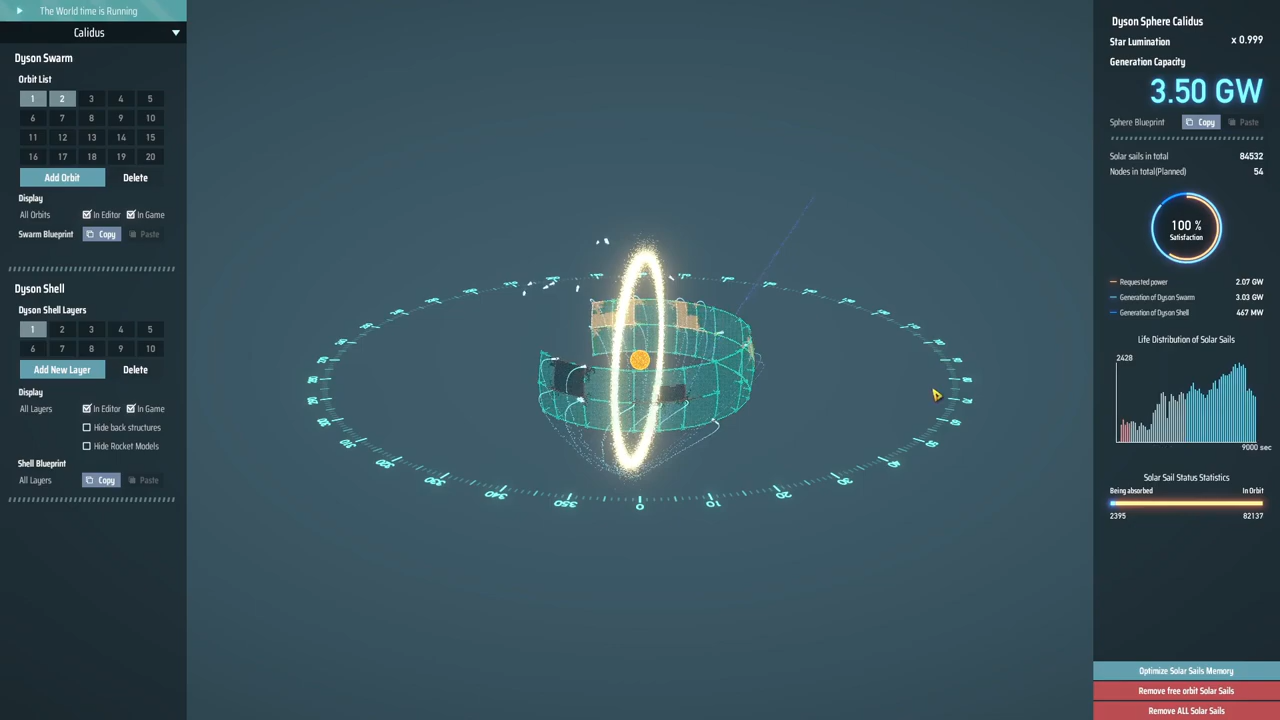 The World time is Running
Calidus
Dyson Swarm
Orbit List
1 2 3 4 5
6 7 8 9 10
11 12 13 14 15
16 17 18 19 20
Add Orbit Delete
Display
All Orbits In Editor In Game
Swarm Blueprint Copy Paste
Dyson Shell
Dyson Shell Layers
1 2 3 4 5
6 7 8 9 10
Add New Layer Delete
Display
All Layers In Editor In Game
Hide back structures
Hide Rocket Models
Shell Blueprint
All Layers Copy Paste
330 340 350 0 10 20 30
Dyson Sphere Calidus
Star Lumination x 0.999
Generation Capacity
3.50 GW
Sphere Blueprint Copy Paste
Solar sails in total 84532
Nodes in total(Planned) 54
100 %
Satisfaction
Requested power 2.07 GW
Generation of Dyson Swarm 3.03 GW
Generation of Dyson Shell 467 MW
Life Distribution of Solar Sails
2428
9000 sec
Solar Sail Status Statistics
Being absorbed In Orbit
2395 82137
Optimize Solar Sails Memory
Remove free orbit Solar Sails
Remove ALL Solar Sails